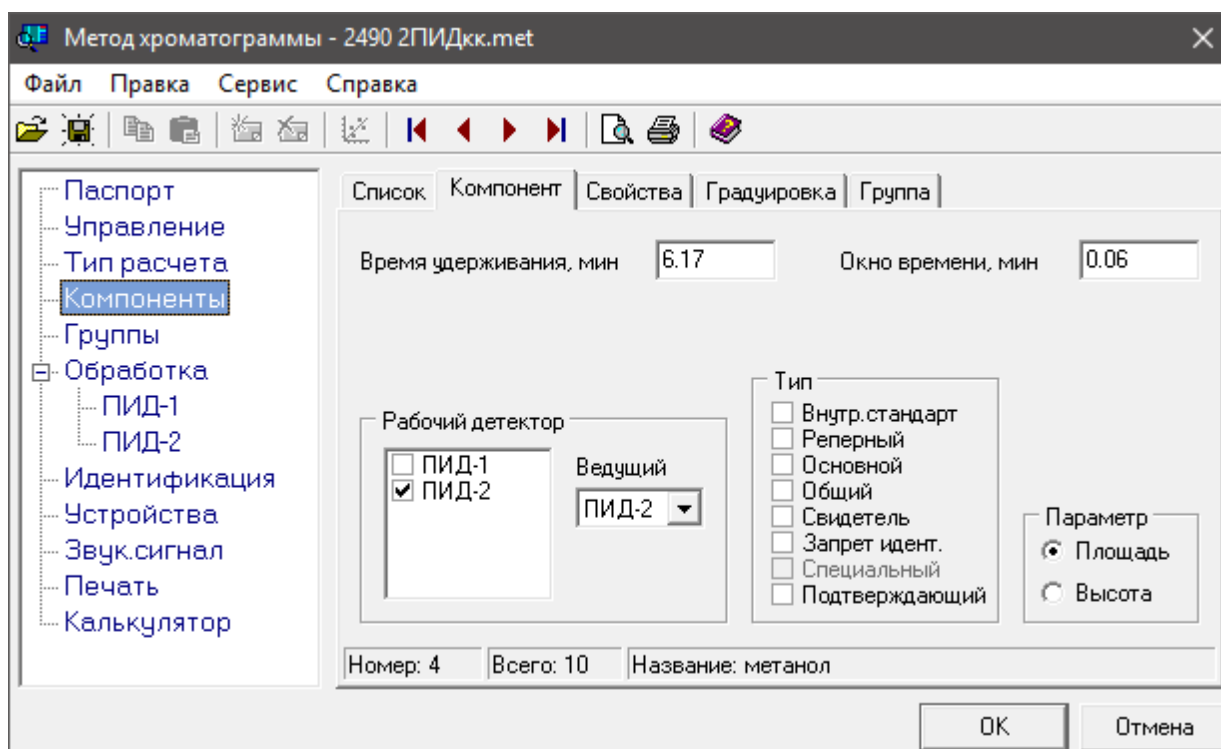 Метод хроматограммы - 2490 2ПИДкк.met
Файл Правка Сервис Справка
Паспорт
Управление
Тип расчета
Компоненты
Группы
Обработка
ПИД-1
ПИД-2
Идентификация
Устройства
Звук.сигнал
Печать
Калькулятор
Список Компонент Свойства Градуировка Группа
Время удерживания, мин 6.17 Окно времени, мин 0.06
Рабочий детектор
ПИД-1
ПИД-2
Ведущий
ПИД-2
Тип
Внутр.стандарт
Реперный
Основной
Общий
Свидетель
Запрет идент.
Специальный
Подтверждающий
Параметр
Площадь
Высота
Номер: 4 Всего: 10 Название: метанол
OK Отмена